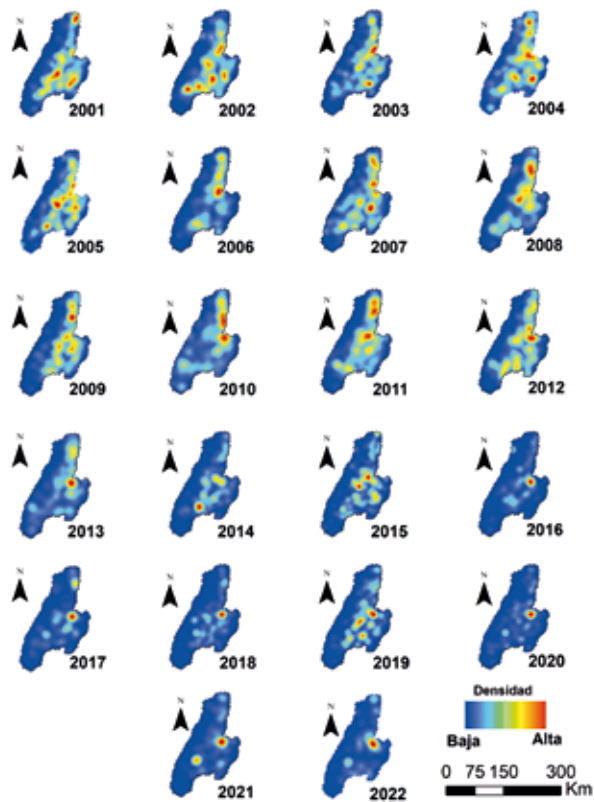 N N N N
2001 2002 2003 2004
N N N N
2005 2006 2007 2008
N N N N
2009 2010 2011 2012
N N N N
2013 2014 2015 2016
N N N N
2017 2018 2019 2020
N N
2021 2022
Densidad
Baja Alta
0 75 150 300
Km